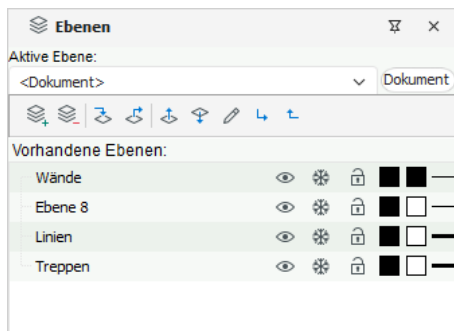 Ebenen
Aktive Ebene:
<Dokument>
Dokument
Vorhandene Ebenen:
Wände
Ebene 8
Linien
Treppen